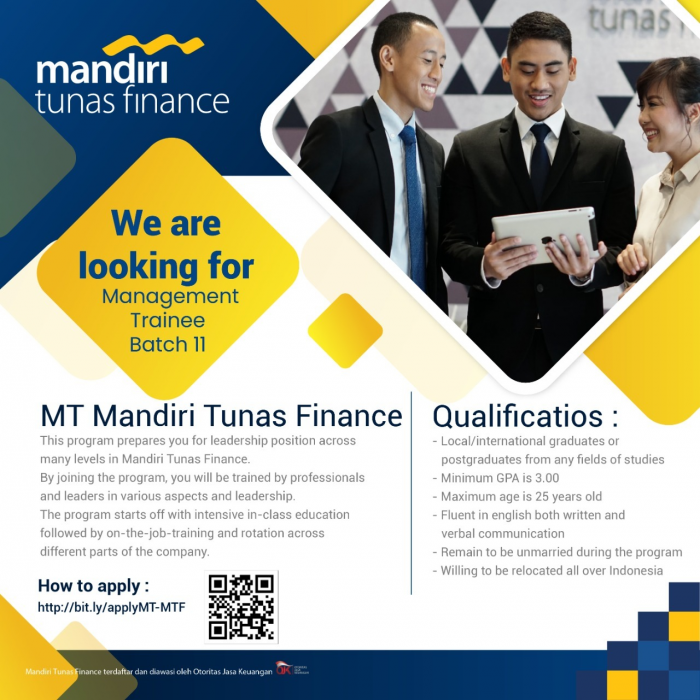 mandiri
tunas finance
tunas
We are
looking for
Management
Trainee
Batch 11
MT Mandiri Tunas Finance
This program prepares you for leadership position across
many levels in Mandiri Tunas Finance.
By joining the program, you will be trained by professionals
and leaders in various aspects and leadership.
The program starts off with intensive in-class education
followed by on-the-job-training and rotation across
different parts of the company.
How to apply :
http://bit.ly/applyMT-MTF
Qualificatios :
- Local/international graduates or
postgraduates from any fields of studies
- Minimum GPA is 3.00
- Maximum age is 25 years old
- Fluent in english both written and
verbal communication
- Remain to be unmarried during the program
- Willing to be relocated all over Indonesia
Mandiri Tunas Finance terdaftar dan diawasi oleh Otoritas Jasa Keuangan